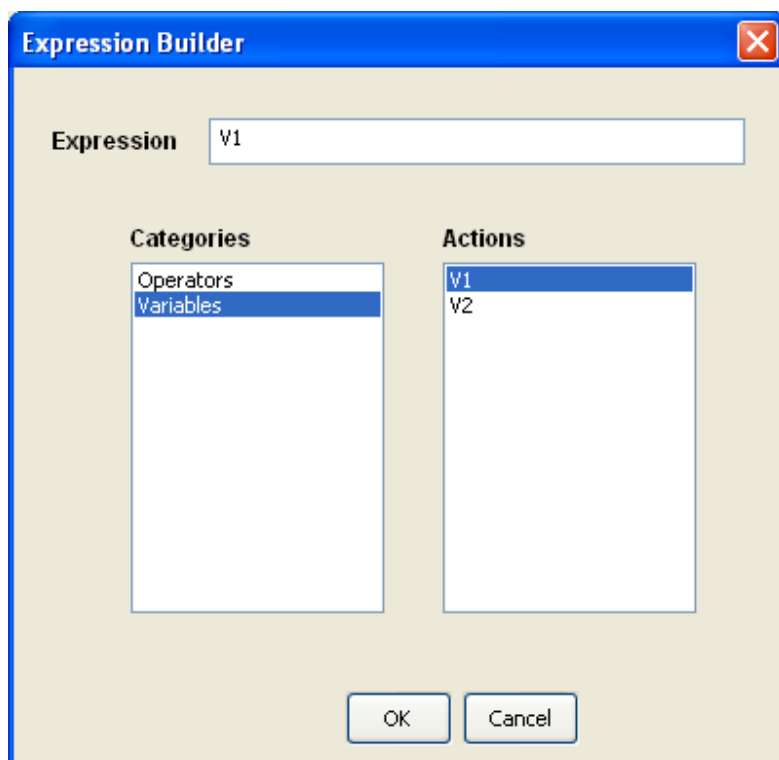 Expression Builder
Expression V1
Categories Actions
Operators V1
Variables V2
OK Cancel